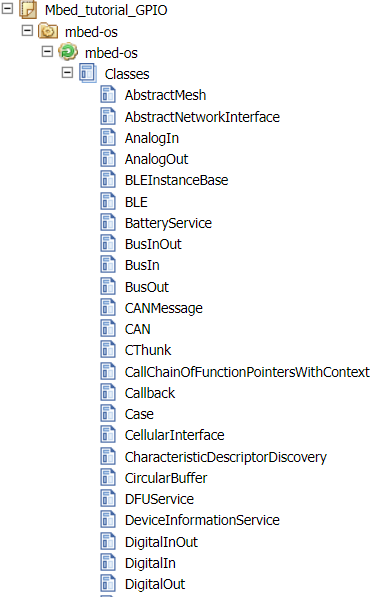 Mbed_tutorial_GPIO
mbed-os
mbed-os
Classes
AbstractMesh
AbstractNetworkInterface
AnalogIn
AnalogOut
BLEInstanceBase
BLE
BatteryService
BusInOut
BusIn
BusOut
CANMessage
CAN
CThunk
CallChainOfFunctionPointersWithContext
Callback
Case
CellularInterface
CharacteristicDescriptorDiscovery
CircularBuffer
DFUService
DeviceInformationService
DigitalInOut
DigitalIn
DigitalOut